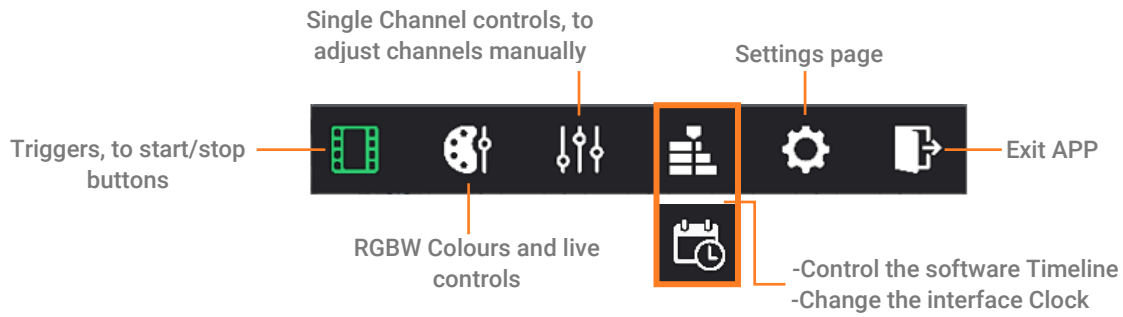 Single Channel controls, to
adjust channels manually
Settings page
Triggers, to start/stop
buttons
Exit APP
RGBW Colours and live
controls
-Control the software Timeline
-Change the interface Clock